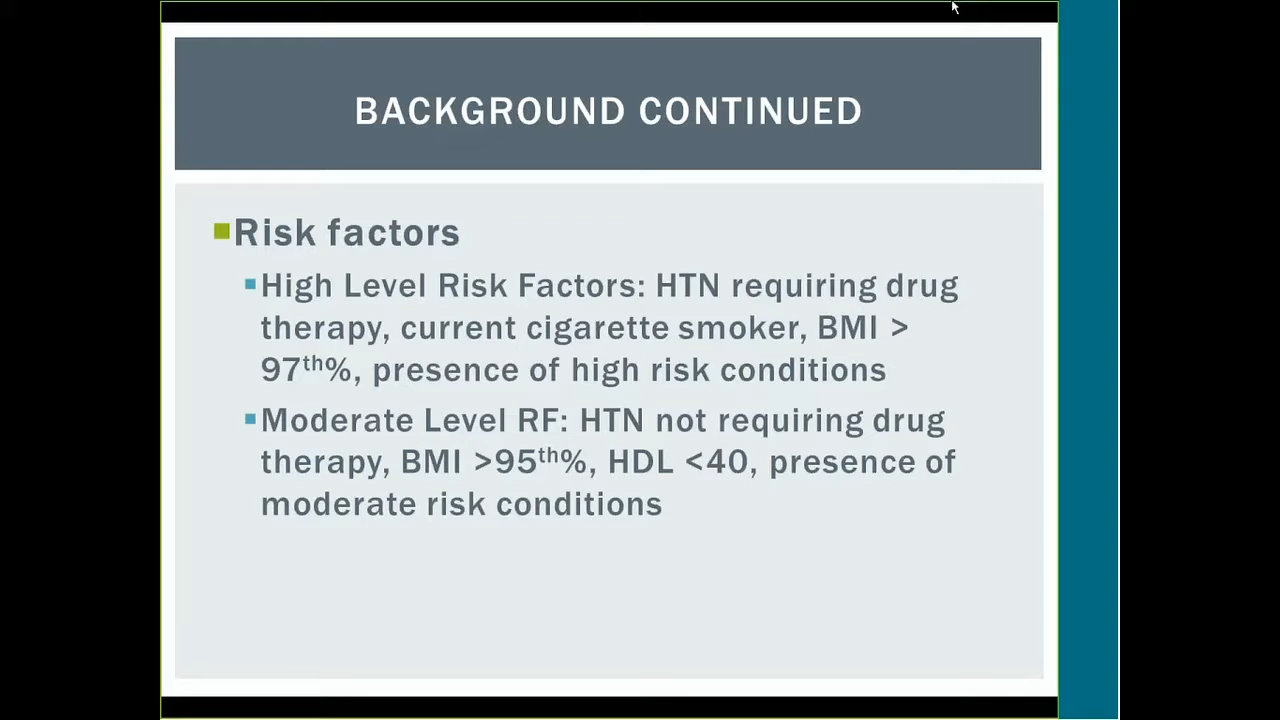 BACKGROUND CONTINUED
Risk factors
High Level Risk Factors: HTN requiring drug
therapy, current cigarette smoker, BMI >
97th%, presence of high risk conditions
Moderate Level RF: HTN not requiring drug
therapy, BMI >95th%, HDL <40, presence of
moderate risk conditions